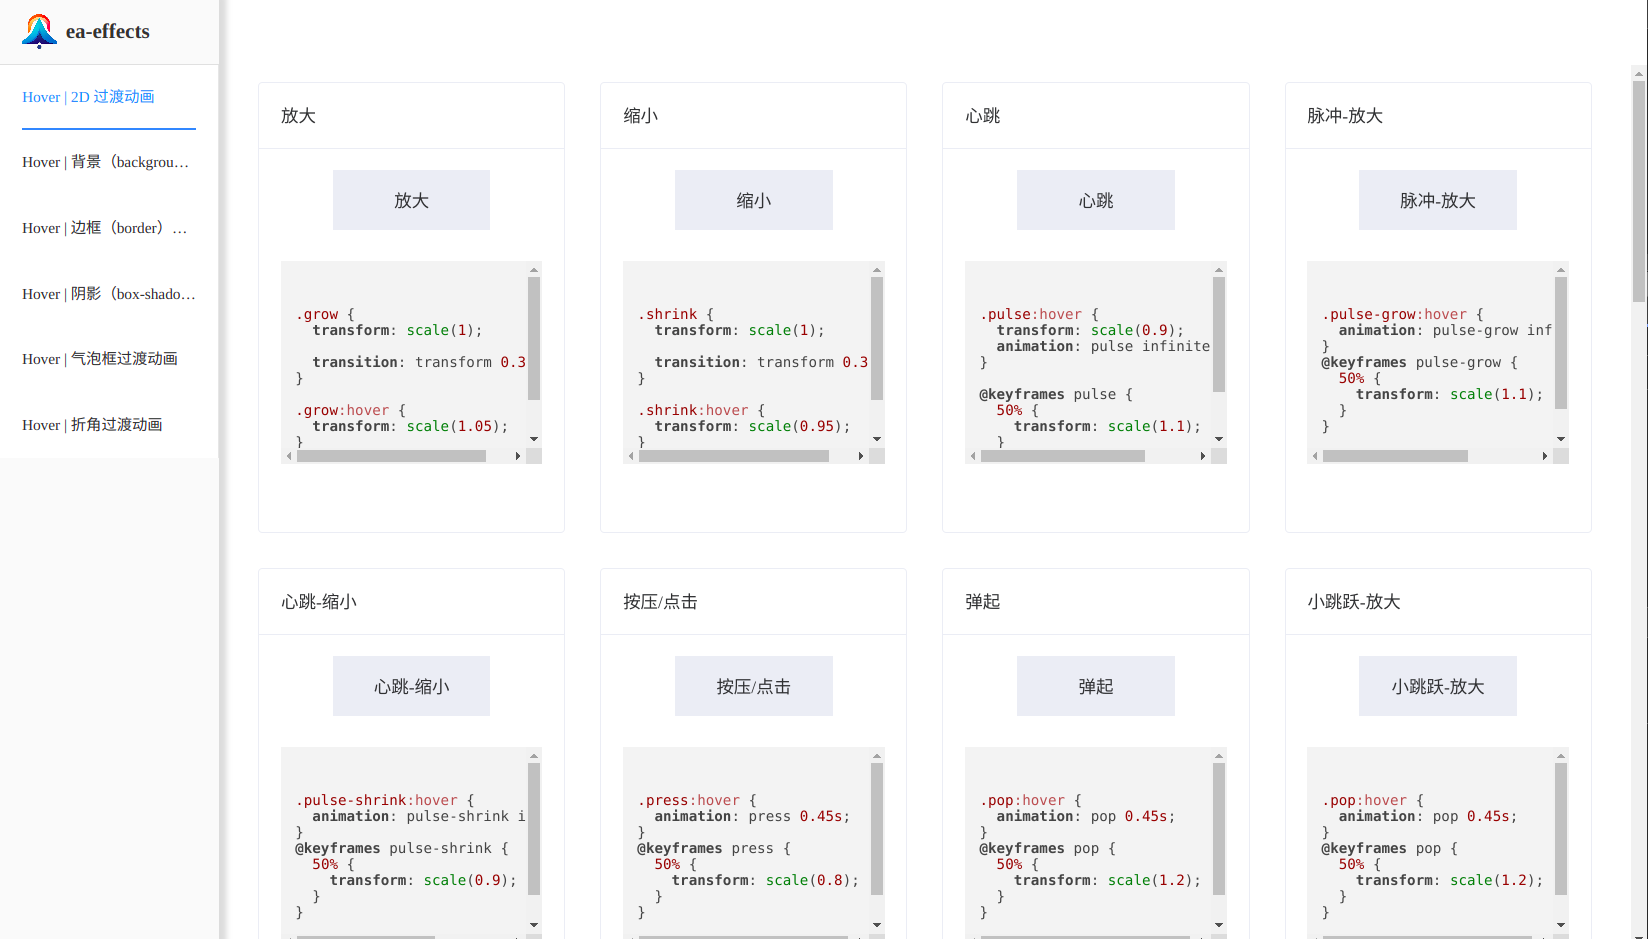 ea-effects
Hover | 2D 过渡动画
Hover | 背景（backgrou…
Hover | 边框（border）…
Hover | 阴影（box-shado…
Hover | 气泡框过渡动画
Hover | 折角过渡动画
放大
放大
.grow {
  transform: scale(1);
  transition: transform 0.3
}
.grow:hover {
  transform: scale(1.05);
}
缩小
缩小
.shrink {
  transform: scale(1);
  transition: transform 0.3
}
.shrink:hover {
  transform: scale(0.95);
}
心跳
心跳
.pulse:hover {
  transform: scale(0.9);
  animation: pulse infinite
}
@keyframes pulse {
  50% {
    transform: scale(1.1);
  }
脉冲-放大
脉冲-放大
.pulse-grow:hover {
  animation: pulse-grow inf
}
@keyframes pulse-grow {
  50% {
    transform: scale(1.1);
  }
}
心跳-缩小
心跳-缩小
.pulse-shrink:hover {
  animation: pulse-shrink i
}
@keyframes pulse-shrink {
  50% {
    transform: scale(0.9);
  }
}
按压/点击
按压/点击
.press:hover {
  animation: press 0.45s;
}
@keyframes press {
  50% {
    transform: scale(0.8);
  }
}
弹起
弹起
.pop:hover {
  animation: pop 0.45s;
}
@keyframes pop {
  50% {
    transform: scale(1.2);
  }
}
小跳跃-放大
小跳跃-放大
.pop:hover {
  animation: pop 0.45s;
}
@keyframes pop {
  50% {
    transform: scale(1.2);
  }
}